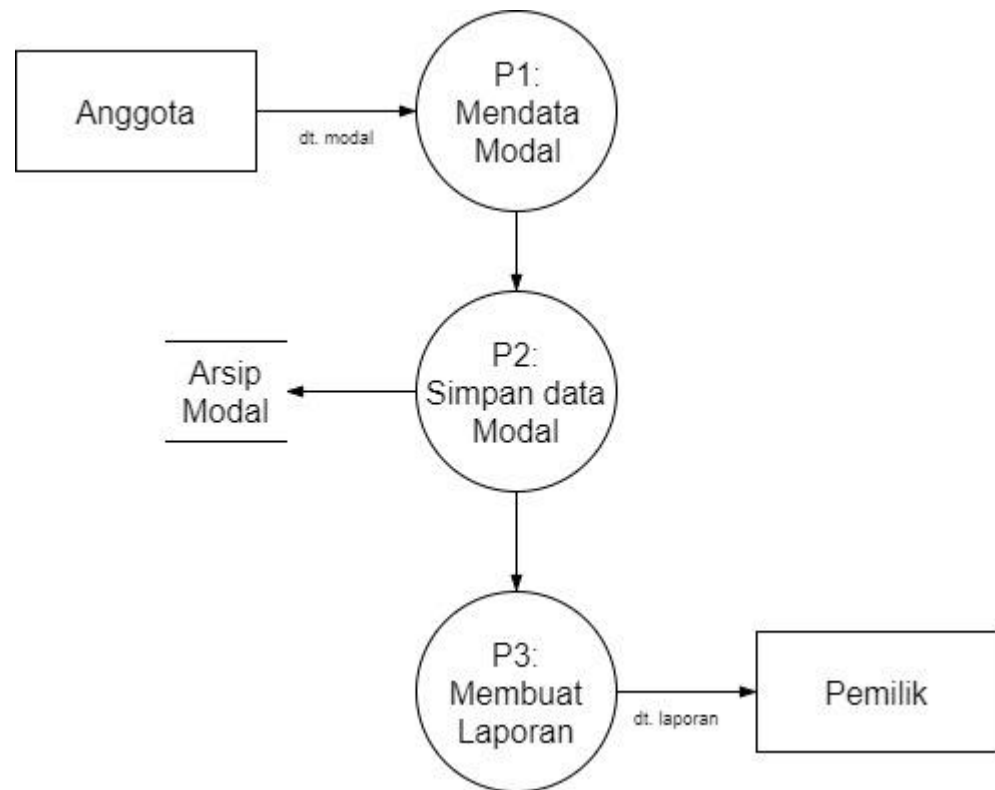 Anggota
dt. modal
P1:
Mendata
Modal
Arsip
Modal
P2:
Simpan data
Modal
P3:
Membuat
Laporan
dt. laporan
Pemilik